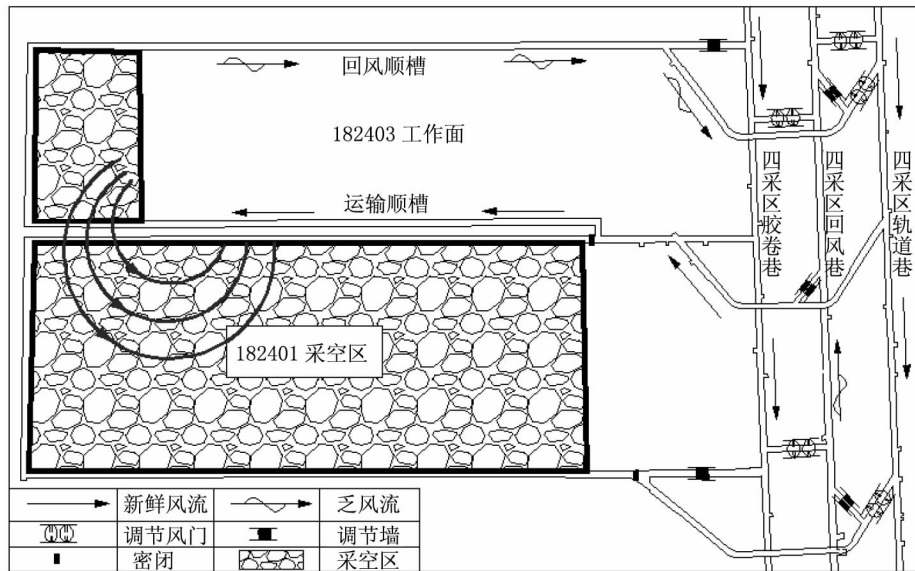 回风顺槽
182403 工作面
运输顺槽
182401 采空区
四采区胶卷巷
四采区回风巷
四采区轨道巷
新鲜风流
乏风流
调节风门
调节墙
密闭
采空区